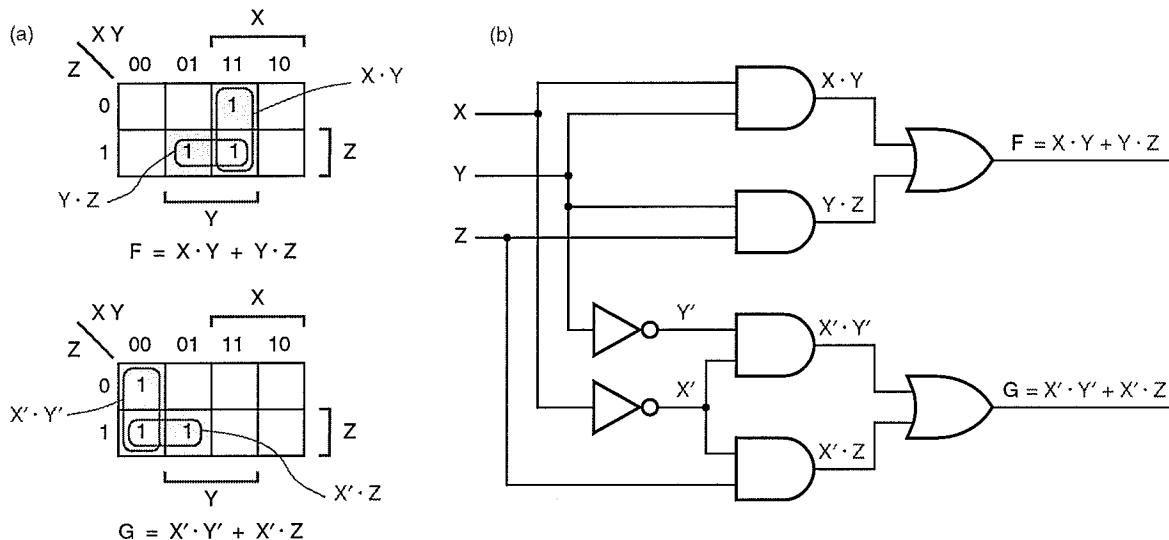 (a)
X Y
X
Z
00 01 11 10
0
1
X · Y
1
1 1
Z
Y · Z
Y
F = X · Y + Y · Z
X Y
X
Z
00 01 11 10
0
1
1
1 1
Z
X′ · Y′
Y
X′ · Z
G = X′ · Y′ + X′ · Z
(b)
X
Y
Z
X · Y
F = X · Y + Y · Z
Y · Z
Y′
X′ · Y′
X′
G = X′ · Y′ + X′ · Z
X′ · Z